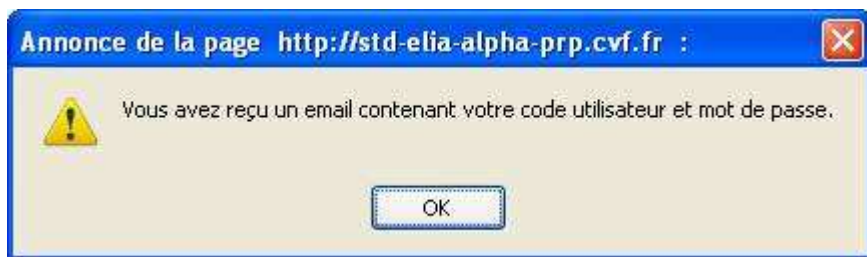 Annonce de la page http://std-elia-alpha-prp.cvf.fr :
Vous avez reçu un email contenant votre code utilisateur et mot de passe.
OK